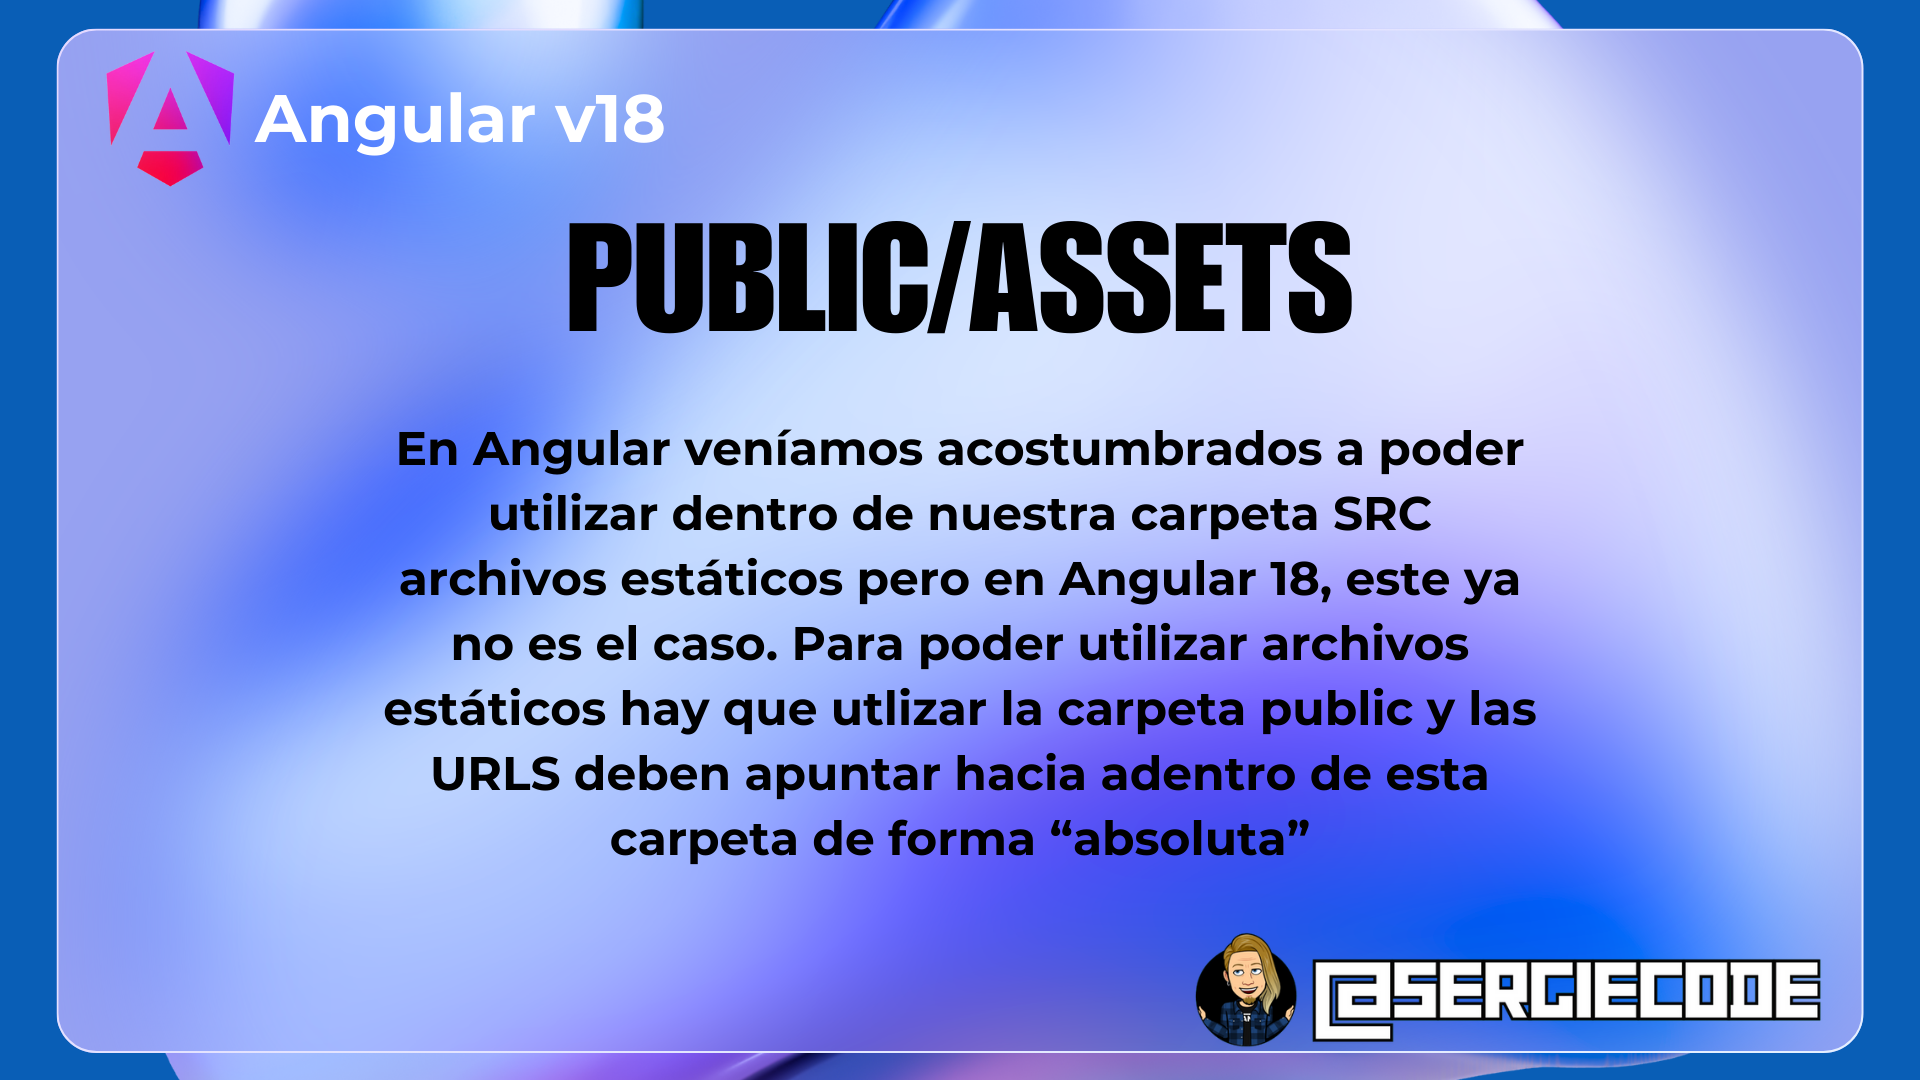 Angular v18
PUBLIC/ASSETS
En Angular veníamos acostumbrados a poder
utilizar dentro de nuestra carpeta SRC
archivos estáticos pero en Angular 18, este ya
no es el caso. Para poder utilizar archivos
estáticos hay que utlizar la carpeta public y las
URLS deben apuntar hacia adentro de esta
carpeta de forma “absoluta”
@SERGIECODE